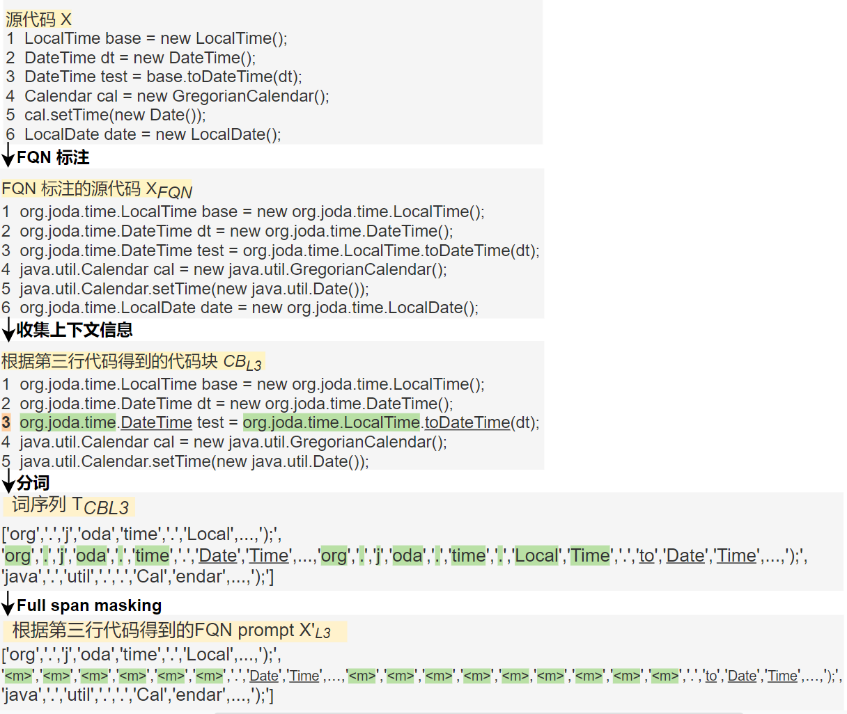 源代码 X
1 LocalTime base = new LocalTime();
2 DateTime dt = new DateTime();
3 DateTime test = base.toDateTime(dt);
4 Calendar cal = new GregorianCalendar();
5 cal.setTime(new Date());
6 LocalDate date = new LocalDate();
FQN 标注
FQN 标注的源代码 XFQN
1 org.joda.time.LocalTime base = new org.joda.time.LocalTime();
2 org.joda.time.DateTime dt = new org.joda.time.DateTime();
3 org.joda.time.DateTime test = org.joda.time.LocalTime.toDateTime(dt);
4 java.util.Calendar cal = new java.util.GregorianCalendar();
5 java.util.Calendar.setTime(new java.util.Date());
6 org.joda.time.LocalDate date = new org.joda.time.LocalDate();
收集上下文信息
根据第三行代码得到的代码块 CBL3
1 org.joda.time.LocalTime base = new org.joda.time.LocalTime();
2 org.joda.time.DateTime dt = new org.joda.time.DateTime();
3 org.joda.time.DateTime test = org.joda.time.LocalTime.toDateTime(dt);
4 java.util.Calendar cal = new java.util.GregorianCalendar();
5 java.util.Calendar.setTime(new java.util.Date());
分词
词序列 TCBL3
['org','.','j','oda','time','.','Local',...,');',
'org','.','j','oda','.','time','.','Date','Time',...,'org','.','j','oda','.','time','.','Local','Time','.','to','Date','Time',...,');',
'java','.','util','.','.','Cal','endar',...,');']
Full span masking
根据第三行代码得到的FQN prompt X'L3
['org','.','j','oda','time','.','Local',...,');',
'<m>','<m>','<m>','<m>','<m>','<m>','.','Date','Time',...,'<m>','<m>','<m>','<m>','<m>','<m>','<m>','<m>','<m>','.','to','Date','Time',...,');',
'java','.','util','.','.','Cal','endar',...,');']